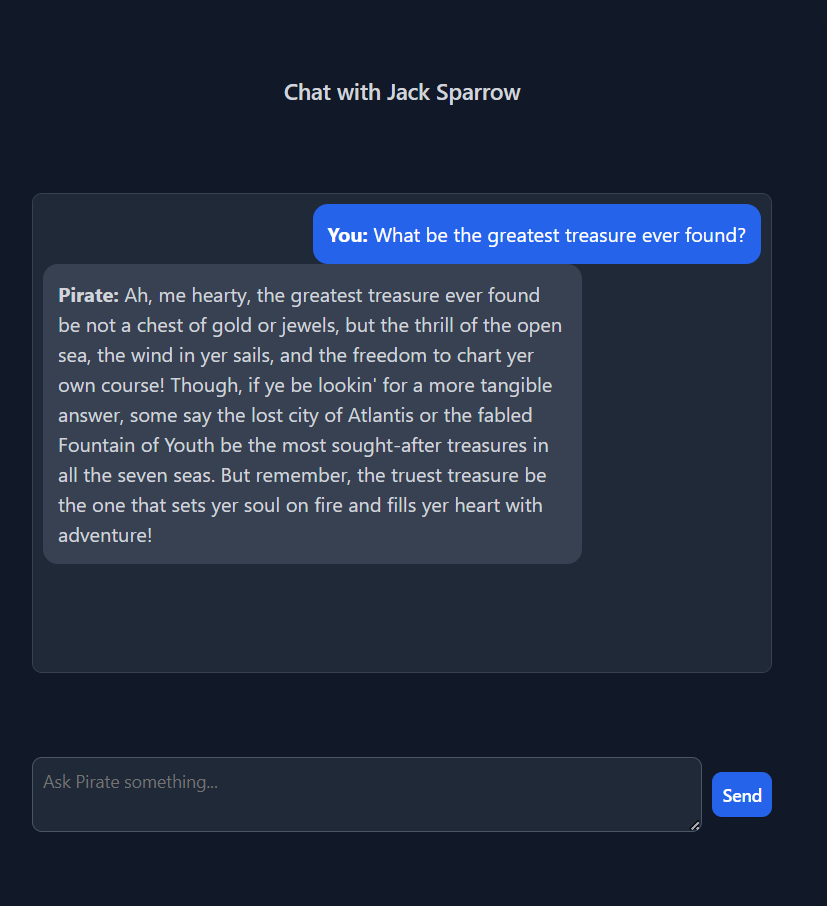 Chat with Jack Sparrow
You: What be the greatest treasure ever found?
Pirate: Ah, me hearty, the greatest treasure ever found
be not a chest of gold or jewels, but the thrill of the open
sea, the wind in yer sails, and the freedom to chart yer
own course! Though, if ye be lookin' for a more tangible
answer, some say the lost city of Atlantis or the fabled
Fountain of Youth be the most sought-after treasures in
all the seven seas. But remember, the truest treasure be
the one that sets yer soul on fire and fills yer heart with
adventure!
Ask Pirate something...
Send